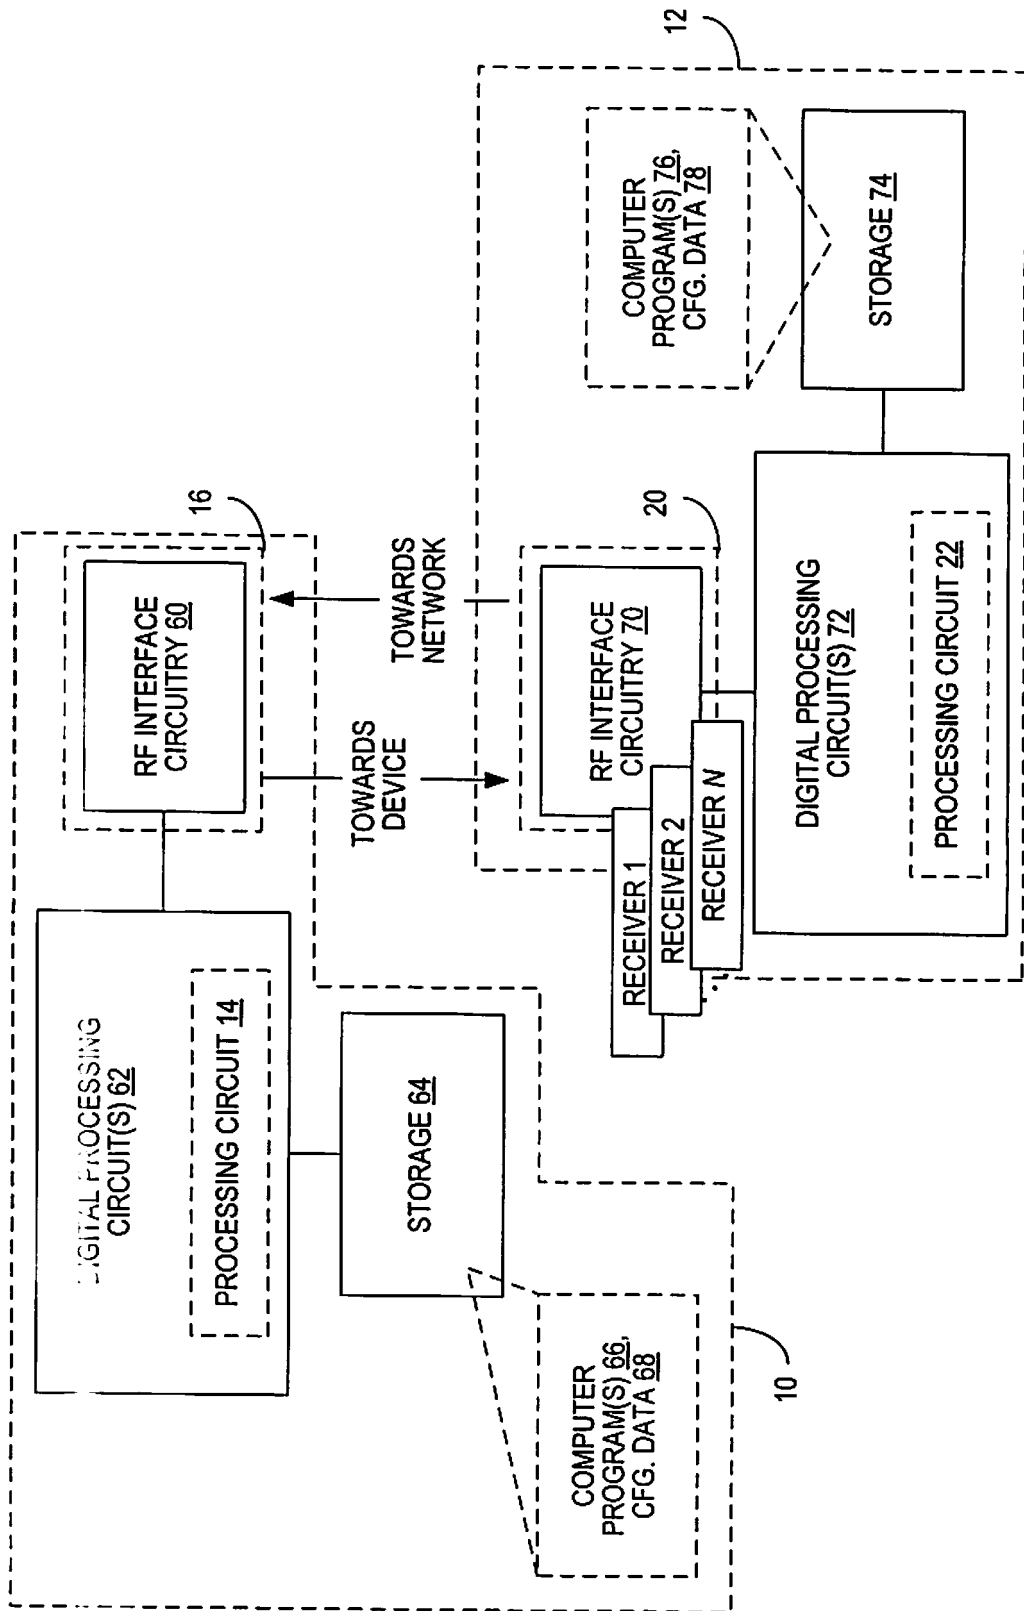 DIGITAL PROCESSING
CIRCUIT(S) 62
PROCESSING CIRCUIT 14
RF INTERFACE
CIRCUITRY 60
16
STORAGE 64
COMPUTER
PROGRAM(S) 66,
CFG. DATA 68
10
TOWARDS
DEVICE
TOWARDS
NETWORK
RECEIVER 1
RECEIVER 2
RECEIVER N
RF INTERFACE
CIRCUITRY 70
20
COMPUTER
PROGRAM(S) 76,
CFG. DATA 78
12
DIGITAL PROCESSING
CIRCUIT(S) 72
PROCESSING CIRCUIT 22
STORAGE 74